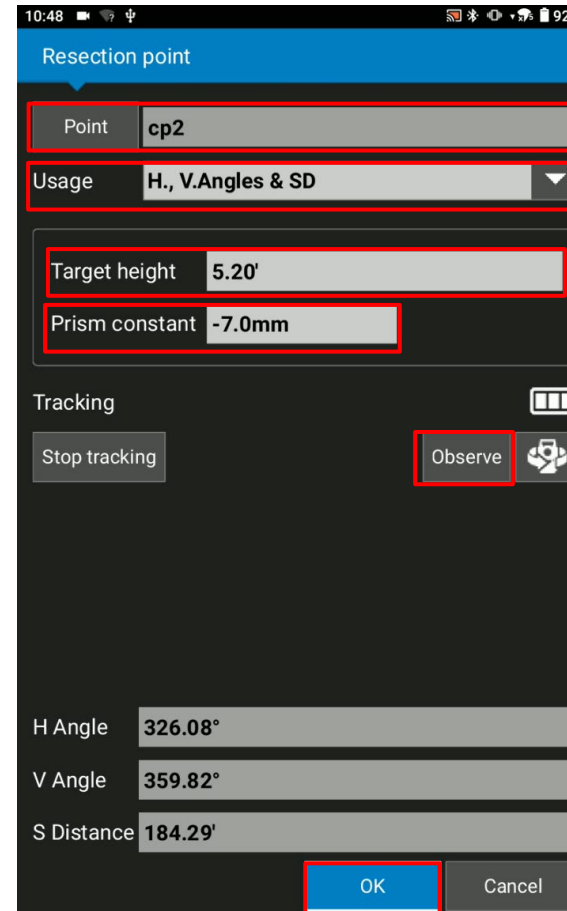 10:48 92
Resection point
Point cp2
Usage H., V.Angles & SD
Target height 5.20'
Prism constant -7.0mm
Tracking
Stop tracking Observe
H Angle 326.08°
V Angle 359.82°
S Distance 184.29'
OK Cancel